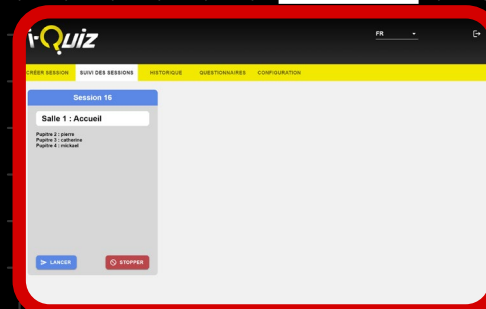 i-Quiz
FR
CRÉER SESSION SUIVI DES SESSIONS HISTORIQUE QUESTIONNAIRES CONFIGURATION
Session 16
Salle 1 : Accueil
Pupitre 2 : pierre
Pupitre 3 : catherine
Pupitre 4 : mickael
LANCER STOPPER